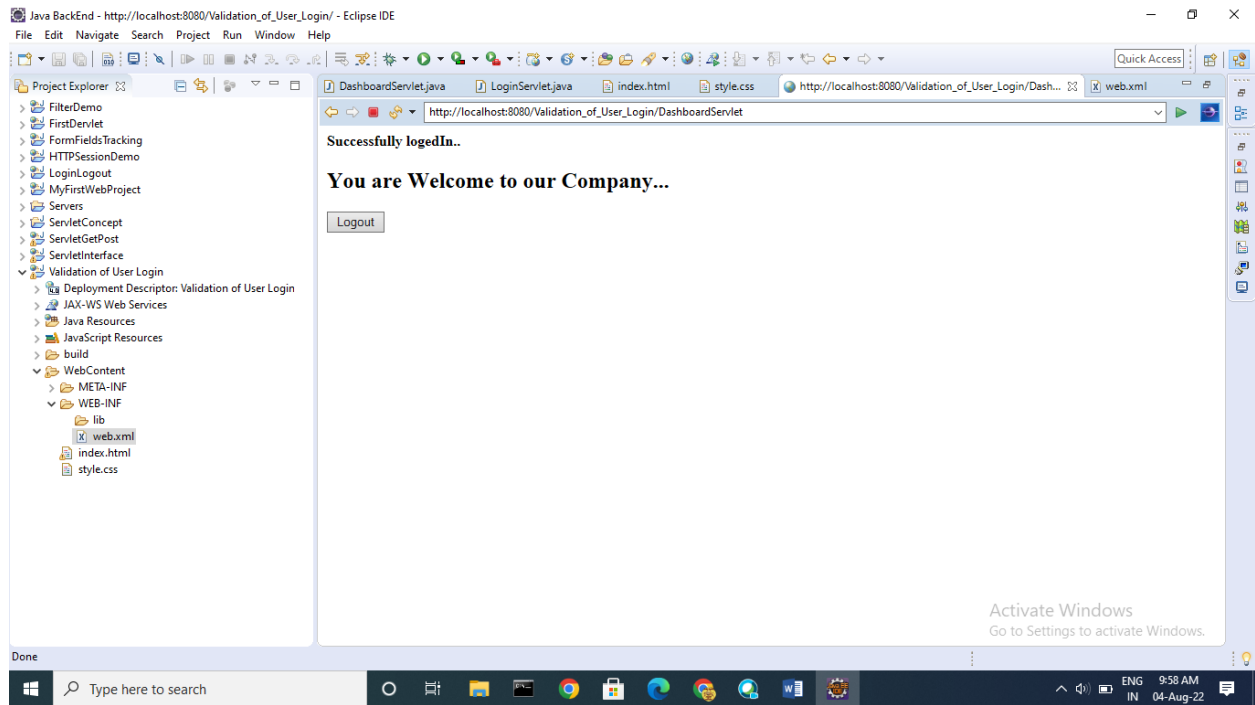 Java BackEnd - http://localhost:8080/Validation_of_User_Login/ - Eclipse IDE
File Edit Navigate Search Project Run Window Help
Quick Access
Project Explorer
DashboardServlet.java LoginServlet.java index.html style.css http://localhost:8080/Validation_of_User_Login/Dash... web.xml
http://localhost:8080/Validation_of_User_Login/DashboardServlet
FilterDemo
FirstDervlet
FormFieldsTracking
HTTPSessionDemo
LoginLogout
MyFirstWebProject
Servers
ServletConcept
ServletGetPost
ServletInterface
Validation of User Login
Deployment Descriptor: Validation of User Login
JAX-WS Web Services
Java Resources
JavaScript Resources
build
WebContent
META-INF
WEB-INF
lib
web.xml
index.html
style.css
Successfully logedIn..
You are Welcome to our Company...
Logout
Activate Windows
Go to Settings to activate Windows.
Done
Type here to search
ENG 9:58 AM
IN 04-Aug-22